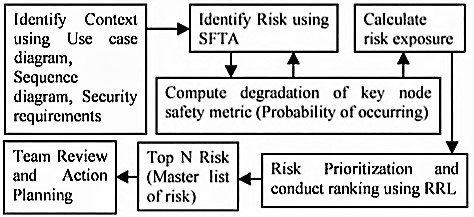 Identify Context
using Use case
diagram,
Sequence
diagram, Security
requirements
Identify Risk using
SFTA
Calculate
risk exposure
Compute degradation of key node
safety metric (Probability of occurring)
Team Review
and Action
Planning
Top N Risk
(Master list
of risk)
Risk Prioritization and
conduct ranking using RRL